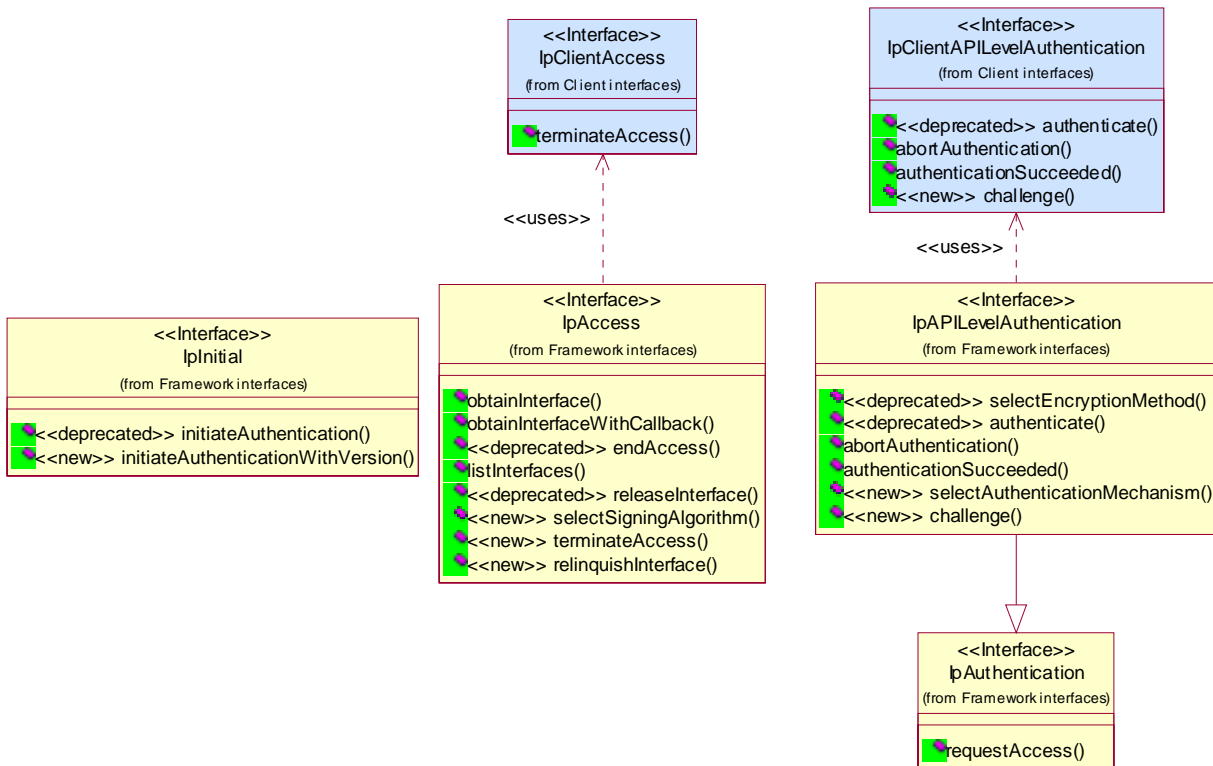 <<Interface>>
IpClientAccess
(from Client interfaces)
terminateAccess()
<<Interface>>
IpClientAPILevelAuthentication
(from Client interfaces)
<<deprecated>> authenticate()
abortAuthentication()
authenticationSucceeded()
<<new>> challenge()
<<uses>>
<<uses>>
<<Interface>>
IpInitial
(from Framework interfaces)
<<deprecated>> initiateAuthentication()
<<new>> initiateAuthenticationWithVersion()
<<Interface>>
IpAccess
(from Framework interfaces)
obtainInterface()
obtainInterfaceWithCallback()
<<deprecated>> endAccess()
listInterfaces()
<<deprecated>> releaseInterface()
<<new>> selectSigningAlgorithm()
<<new>> terminateAccess()
<<new>> relinquishInterface()
<<Interface>>
IpAPILevelAuthentication
(from Framework interfaces)
<<deprecated>> selectEncryptionMethod()
<<deprecated>> authenticate()
abortAuthentication()
authenticationSucceeded()
<<new>> selectAuthenticationMechanism()
<<new>> challenge()
<<Interface>>
IpAuthentication
(from Framework interfaces)
requestAccess()